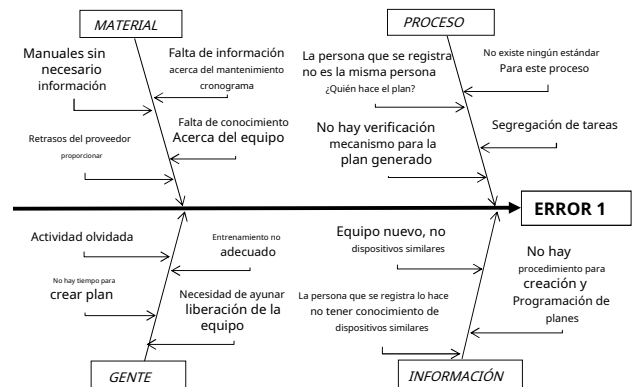 MATERIAL
PROCESO
Manuales sin
necesario
información
Falta de información
acerca del mantenimiento
cronograma
Falta de conocimiento
Acerca del equipo
Retrasos del proveedor
proporcionar
La persona que se registra
no es la misma persona
¿Quién hace el plan?
No existe ningún estándar
Para este proceso
No hay verificación
mecanismo para la
plan generado
Segregación de tareas
ERROR 1
Actividad olvidada
Entrenamiento no
adecuado
No hay tiempo para
crear plan
Necesidad de ayunar
liberación de la
equipo
Equipo nuevo, no
dispositivos similares
No hay
procedimiento para
creación y
Programación de
planes
La persona que se registra lo hace
no tener conocimiento de
dispositivos similares
GENTE
INFORMACIÓN